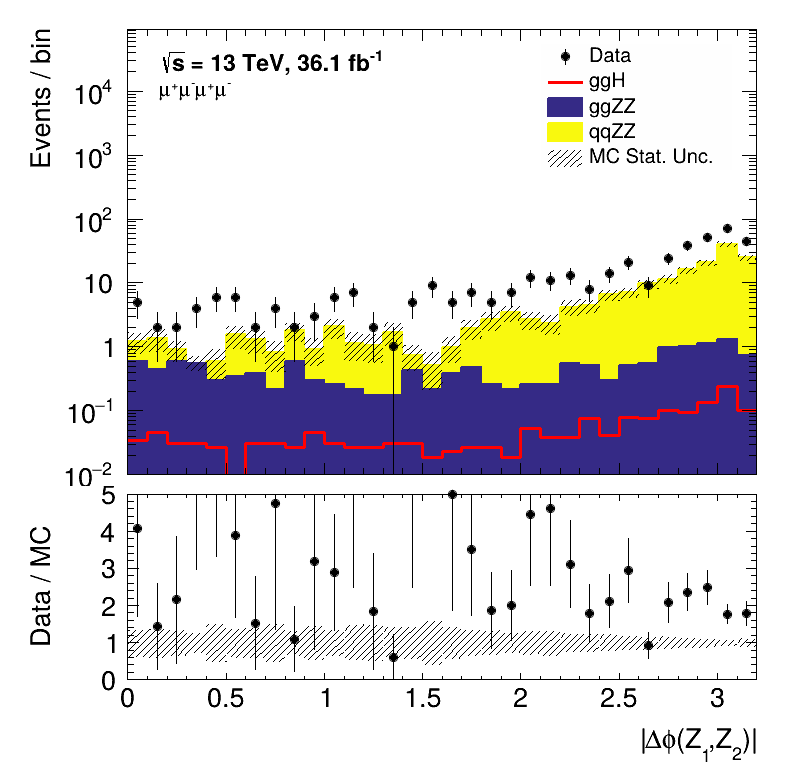 Events / bin
√s = 13 TeV, 36.1 fb⁻¹
μ⁺μ⁻μ⁺μ⁻
Data
ggH
ggZZ
qqZZ
MC Stat. Unc.
10⁴
10³
10²
10
1
10⁻¹
10⁻²
Data / MC
5
4
3
2
1
0
0 0.5 1 1.5 2 2.5 3
|Δϕ(Z₁,Z₂)|